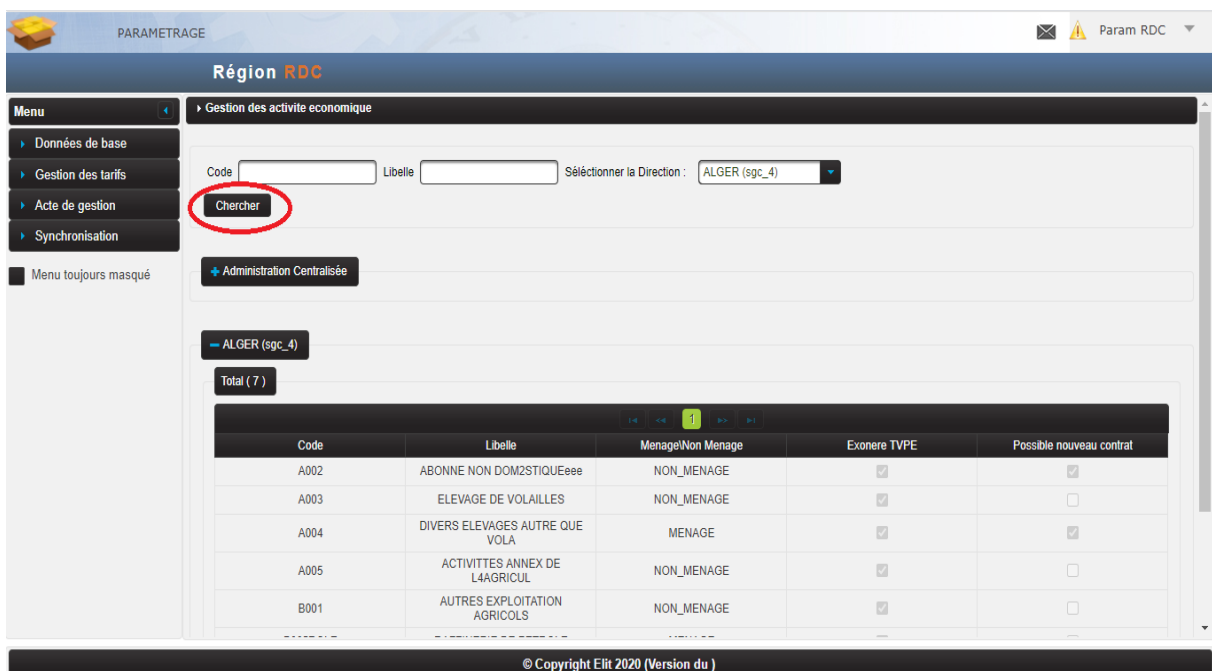 PARAMETRAGE
Param RDC
Région RDC
Menu
Données de base
Gestion des tarifs
Acte de gestion
Synchronisation
Menu toujours masqué
Gestion des activite economique
Code
Libelle
Séléctionner la Direction :
ALGER (sgc_4)
Chercher
Administration Centralisée
ALGER (sgc_4)
Total ( 7 )
1
Code Libelle Menage\Non Menage Exonere TVPE Possible nouveau contrat
A002 ABONNE NON DOM2STIQUEeee NON_MENAGE
A003 ELEVAGE DE VOLAILLES NON_MENAGE
A004 DIVERS ELEVAGES AUTRE QUE
VOLA MENAGE
A005 ACTIVITTES ANNEX DE
L4AGRICUL NON_MENAGE
B001 AUTRES EXPLOITATION
AGRICOLS NON_MENAGE
© Copyright Elit 2020 (Version du )